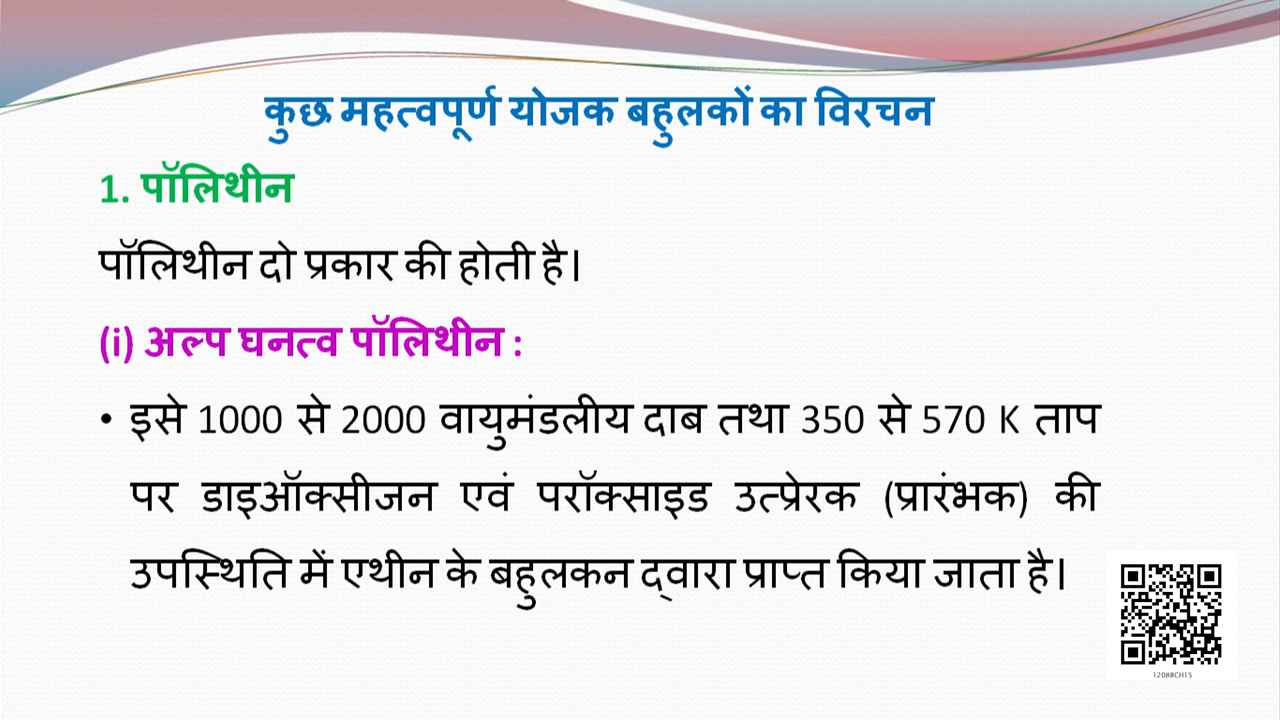 कुछ महत्वपूर्ण योजक बहुलकों का विरचन
1. पॉलिथीन
पॉलिथीन दो प्रकार की होती है।
(i) अल्प घनत्व पॉलिथीन :
• इसे 1000 से 2000 वायुमंडलीय दाब तथा 350 से 570 K ताप
पर डाइऑक्सीजन एवं परॉक्साइड उत्प्रेरक (प्रारंभक) की
उपस्थिति में एथीन के बहुलकन द्वारा प्राप्त किया जाता है।
12088CH15